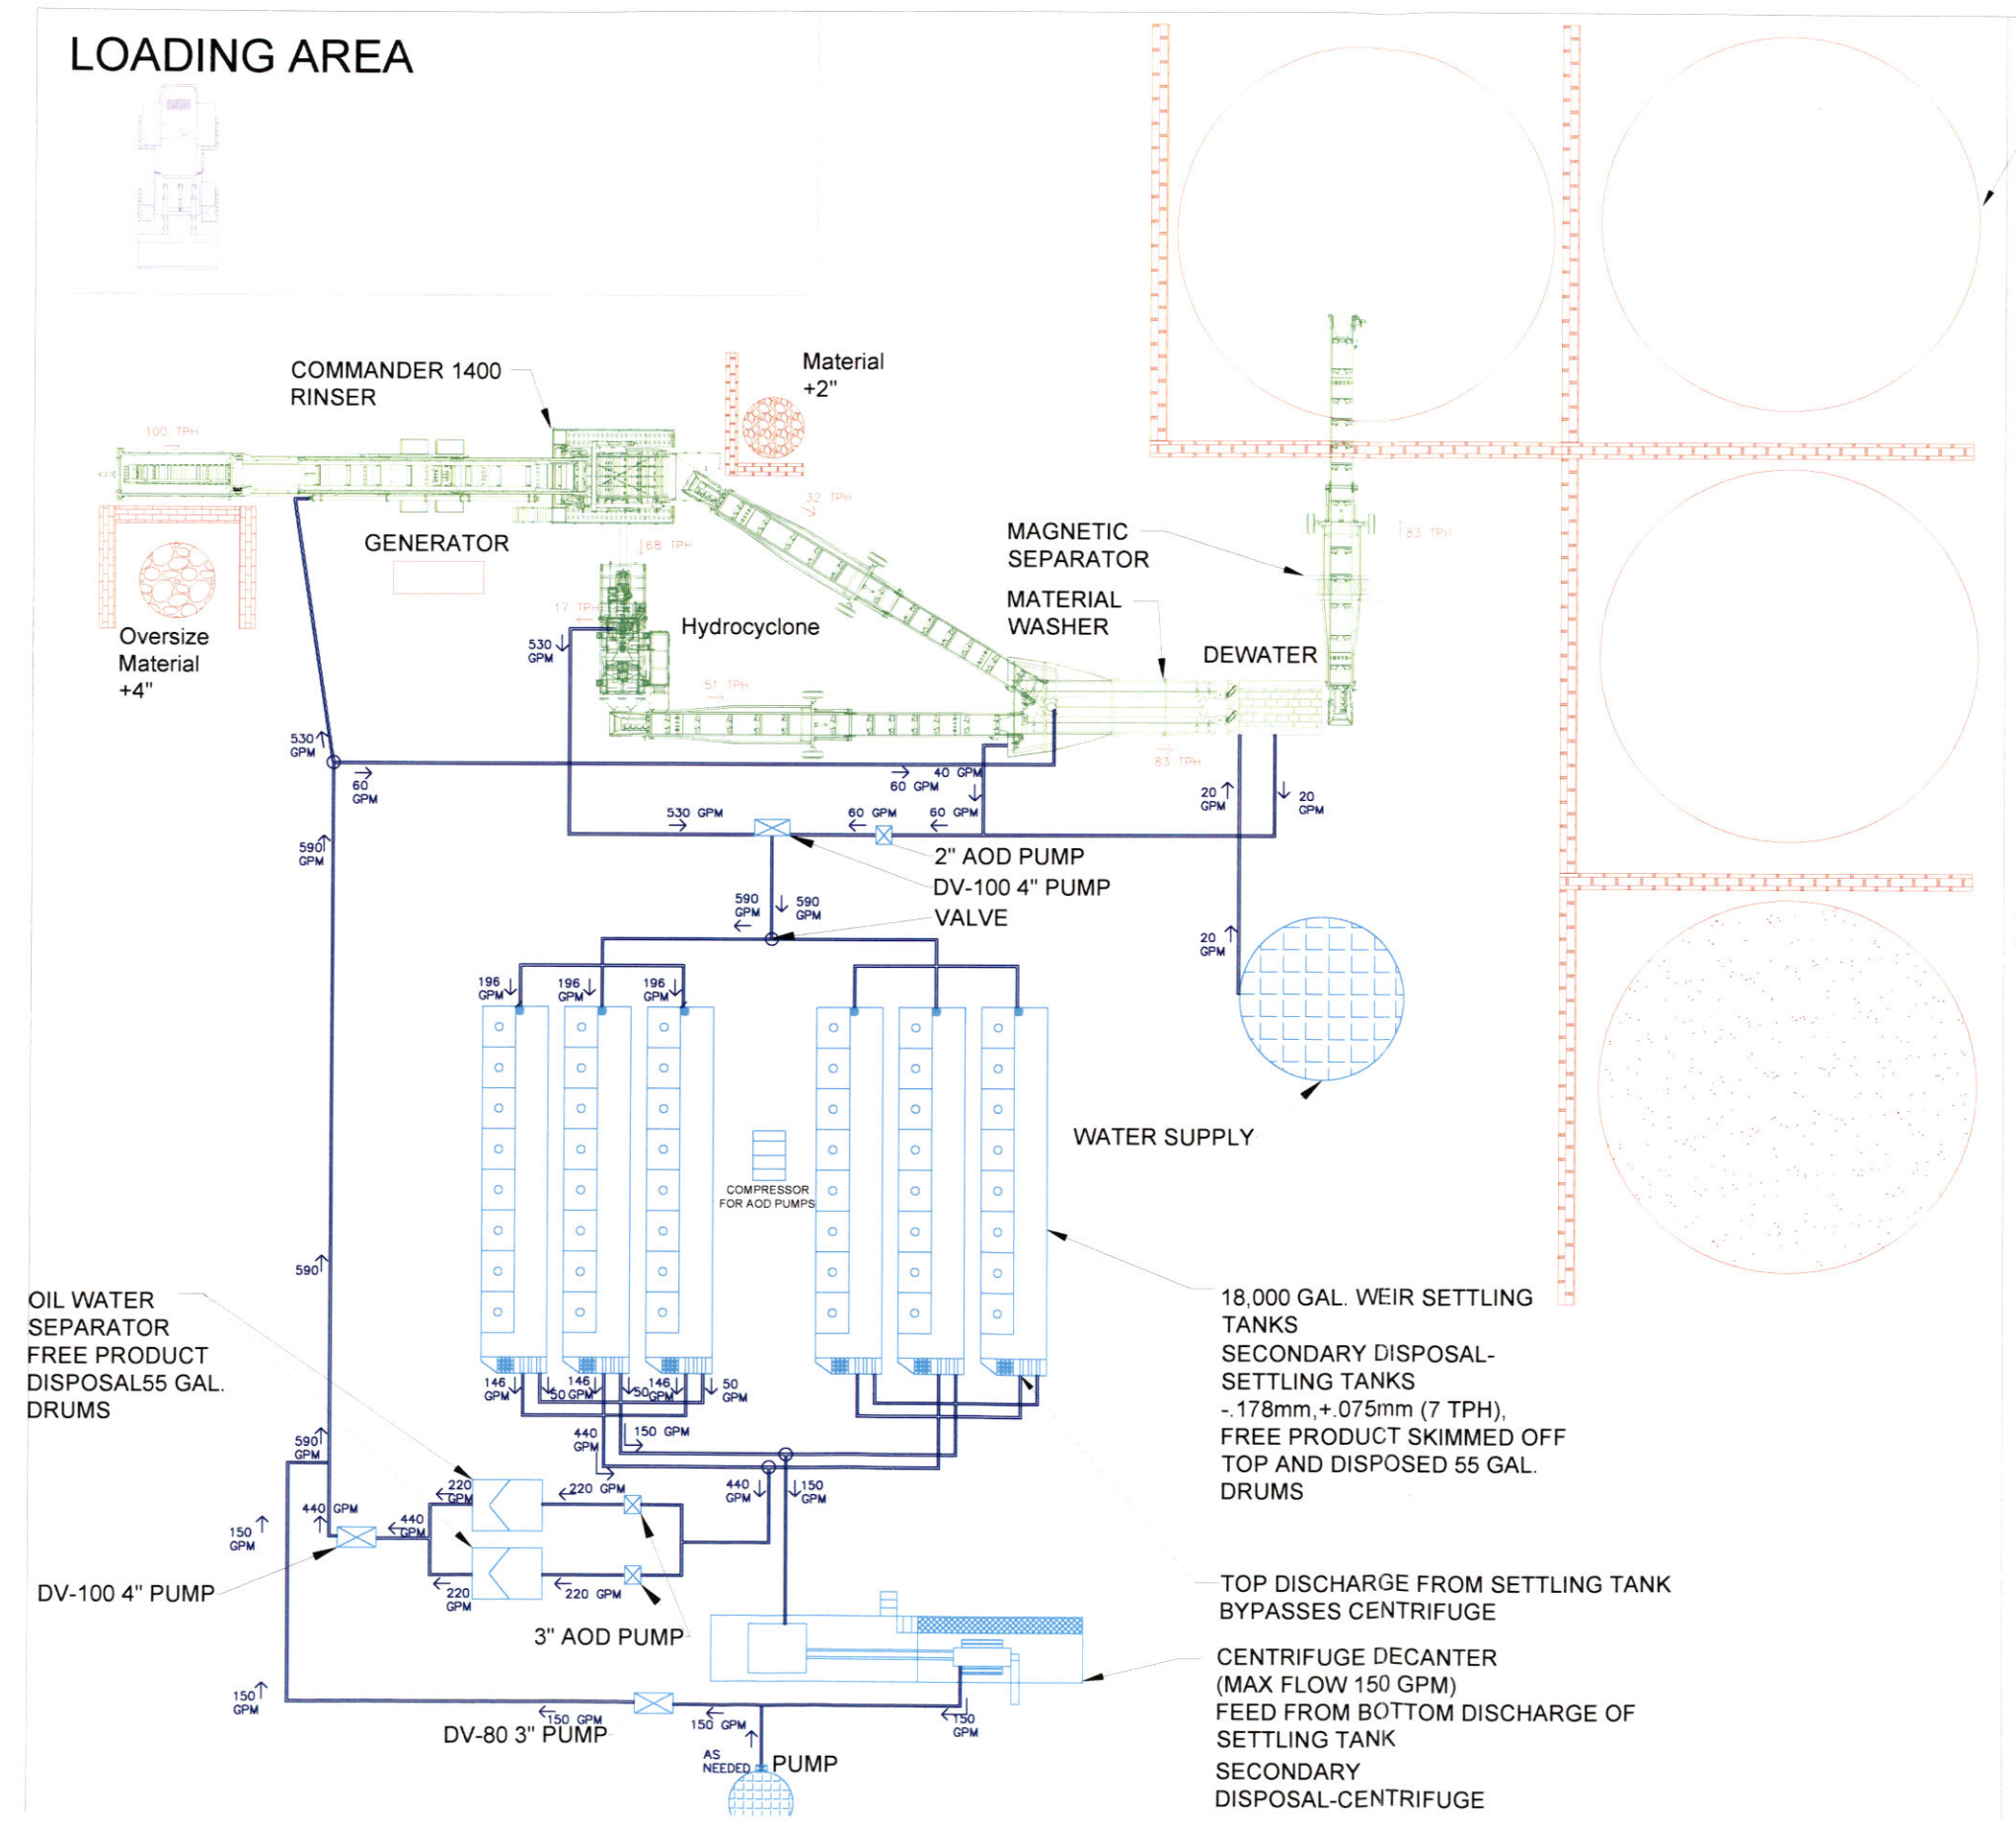 LOADING AREA
COMMANDER 1400
RINSER
Material
+2"
100 TPH
32 TPH
GENERATOR
68 TPH
MAGNETIC
SEPARATOR
83 TPH
17 TPH
Hydrocyclone
MATERIAL
WASHER
Oversize
Material
+4"
530
GPM
DEWATER
51 TPH
530
GPM
83 TPH
60
GPM
40 GPM
60 GPM
20
GPM
20
GPM
530 GPM
60 GPM
60 GPM
590
GPM
2" AOD PUMP
DV-100 4" PUMP
VALVE
590
GPM
590
GPM
20
GPM
196
GPM
196
GPM
196
GPM
WATER SUPPLY
COMPRESSOR
FOR AOD PUMPS
590
OIL WATER
SEPARATOR
FREE PRODUCT
DISPOSAL55 GAL.
DRUMS
18,000 GAL. WEIR SETTLING
TANKS
SECONDARY DISPOSAL-
SETTLING TANKS
-.178mm,+.075mm (7 TPH),
FREE PRODUCT SKIMMED OFF
TOP AND DISPOSED 55 GAL.
DRUMS
146
GPM
50
146
GPM
50
146
GPM
50
GPM
440
GPM
150 GPM
590
GPM
220
GPM
220 GPM
440
GPM
150
GPM
440 GPM
440
GPM
150
GPM
DV-100 4" PUMP
220
GPM
220 GPM
3" AOD PUMP
TOP DISCHARGE FROM SETTLING TANK
BYPASSES CENTRIFUGE
CENTRIFUGE DECANTER
(MAX FLOW 150 GPM)
FEED FROM BOTTOM DISCHARGE OF
SETTLING TANK
SECONDARY
DISPOSAL-CENTRIFUGE
150
GPM
150 GPM
150 GPM
150
GPM
DV-80 3" PUMP
AS
NEEDED
PUMP